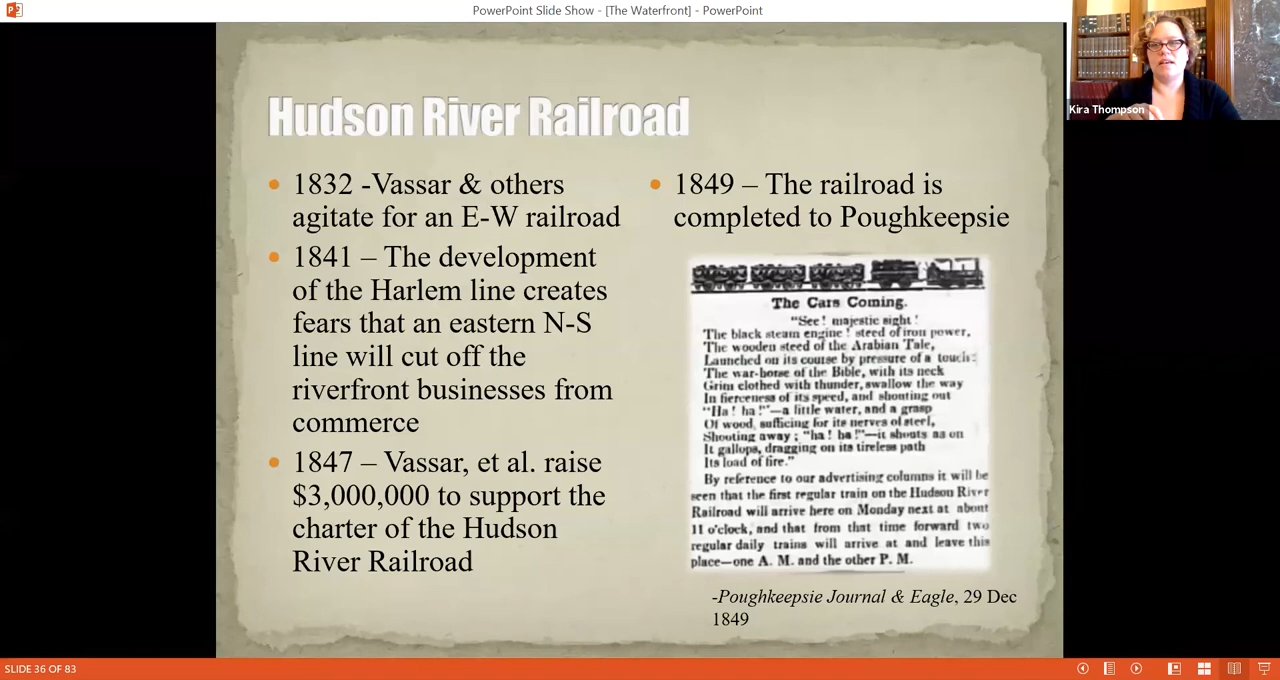 PowerPoint Slide Show - [The Waterfront] - PowerPoint
Kira Thompson
Hudson River Railroad
1832 -Vassar & others
agitate for an E-W railroad
1841 – The development
of the Harlem line creates
fears that an eastern N-S
line will cut off the
riverfront businesses from
commerce
1847 – Vassar, et al. raise
$3,000,000 to support the
charter of the Hudson
River Railroad
1849 – The railroad is
completed to Poughkeepsie
The Cars Coming.
"See! majestic sight!
The black steam engine! steed of iron power,
The wooden steed of the Arabian Tale,
Launched on its course by pressure of a touch:
The war-horse of the Bible, with its neck
Grim clothed with thunder, swallow the way
In fierceness of its speed, and shouting out
"Ha! ha!"—a little water, and a grasp
Of wood, sufficing for its nerves of steel,
Shooting away; "ha! ha!"—it shouts as on
It gallops, dragging on its tireless path
Its load of fire."
By reference to our advertising columns it will be
seen that the first regular train on the Hudson River
Railroad will arrive here on Monday next at about
11 o'clock, and that from that time forward two
regular daily trains will arrive at and leave this
place—one A. M. and the other P. M.
-Poughkeepsie Journal & Eagle, 29 Dec
1849
SLIDE 36 OF 83